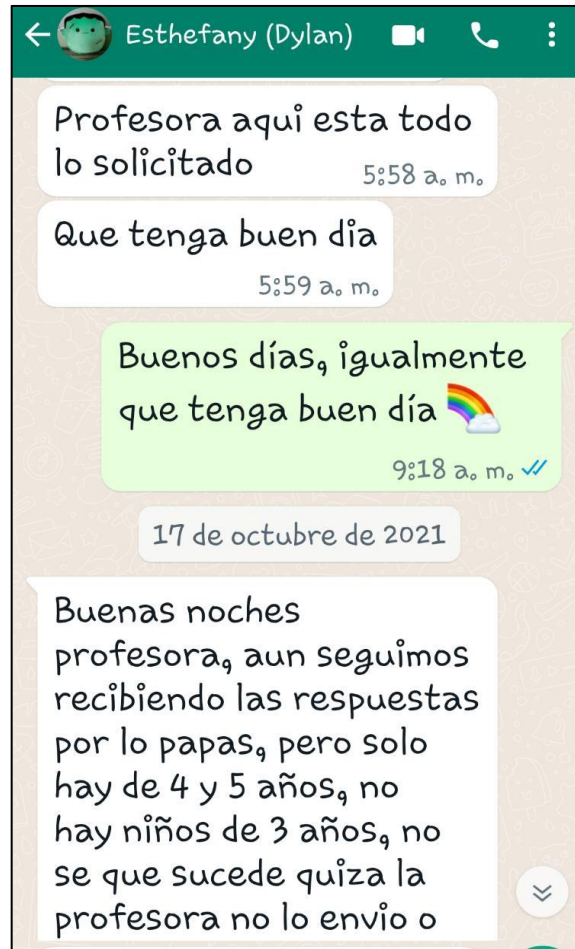 Esthefany (Dylan)
Profesora aqui esta todo
lo solicitado
5:58 a. m.
Que tenga buen dia
5:59 a. m.
Buenos días, igualmente
que tenga buen día
9:18 a. m.
17 de octubre de 2021
Buenas noches
profesora, aun seguimos
recibiendo las respuestas
por lo papas, pero solo
hay de 4 y 5 años, no
hay niños de 3 años, no
se que sucede quiza la
profesora no lo envio o